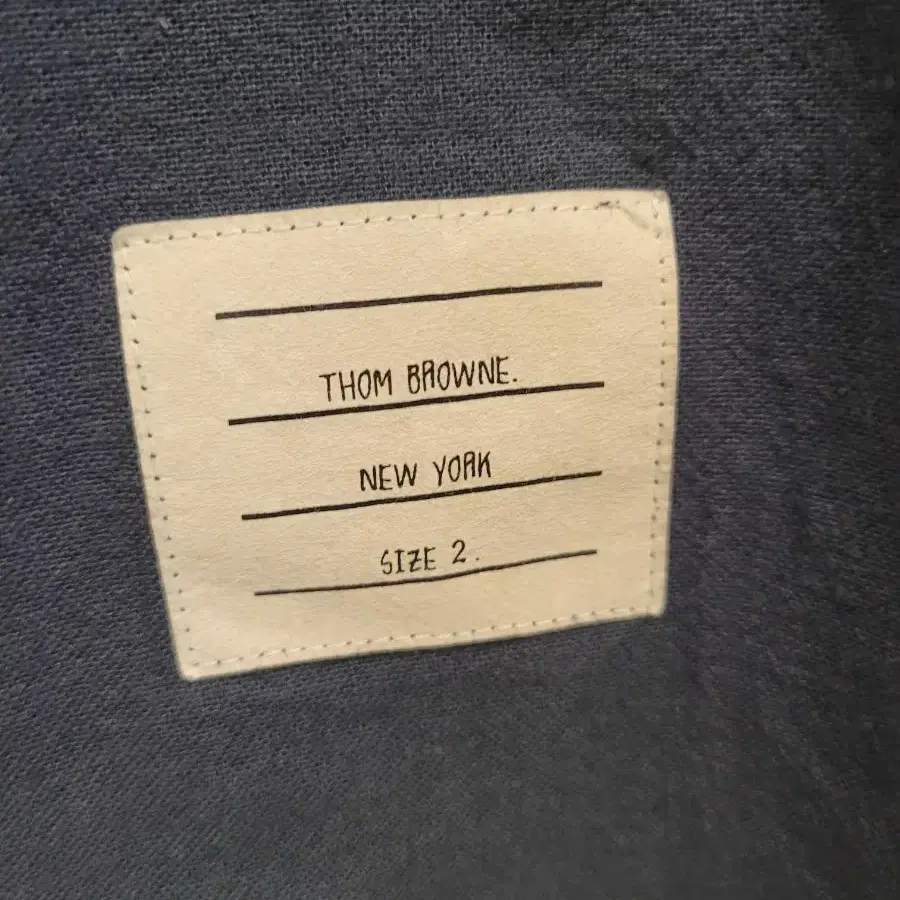 THOM BROWNE.
NEW YORK
SIZE 2.